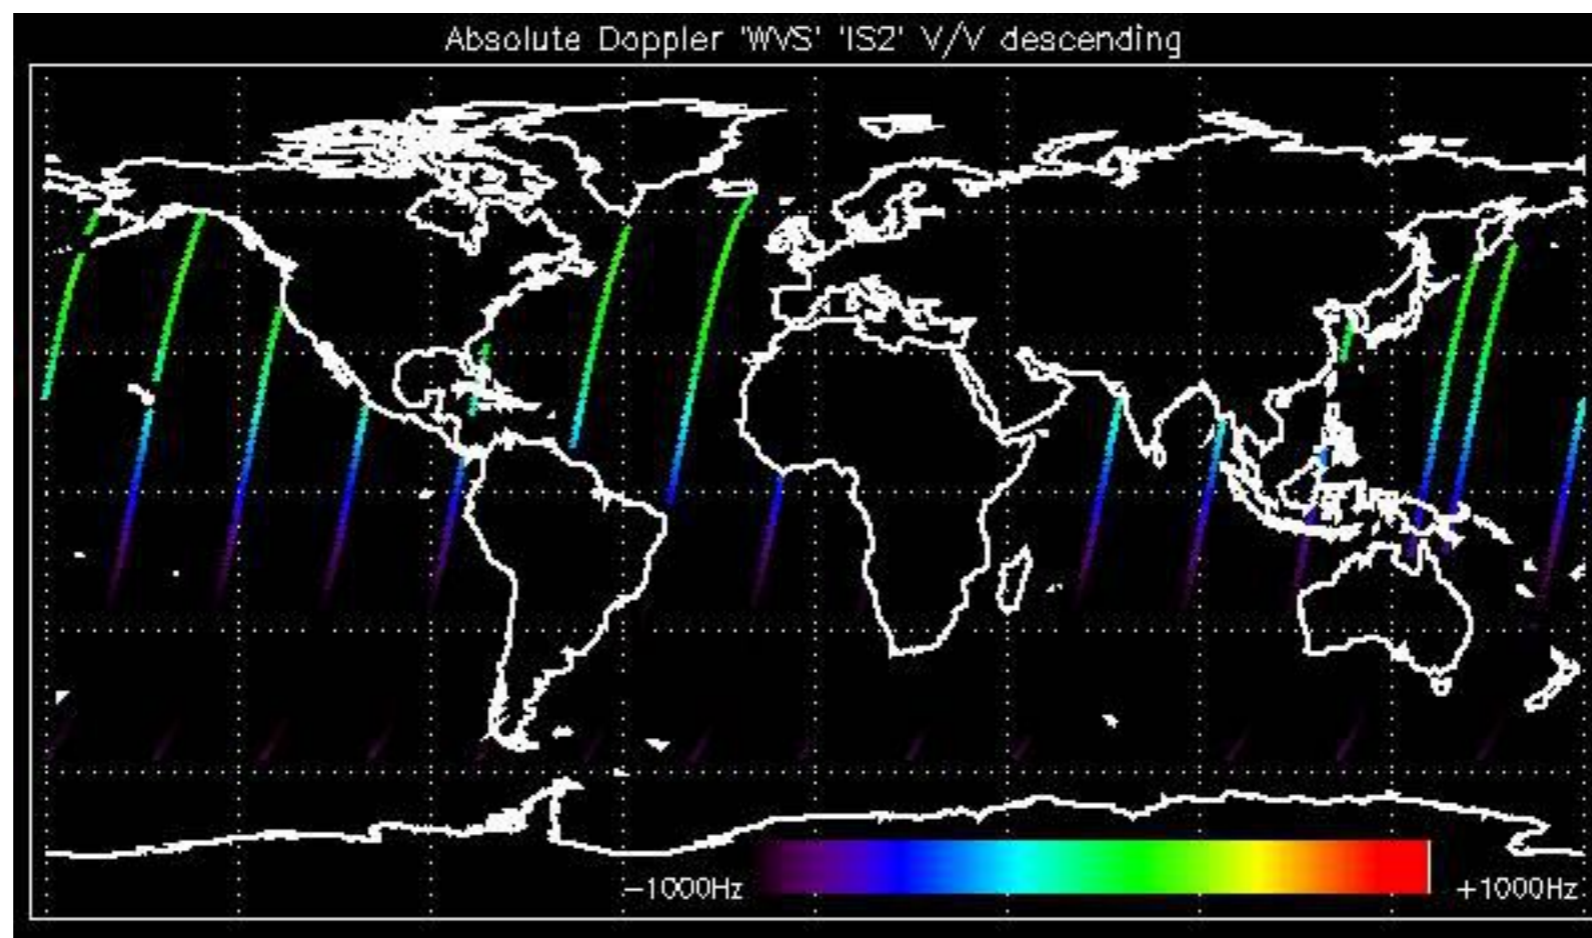 Absolute Doppler 'WVS' 'IS2' V/V descending
-1000Hz
+1000Hz